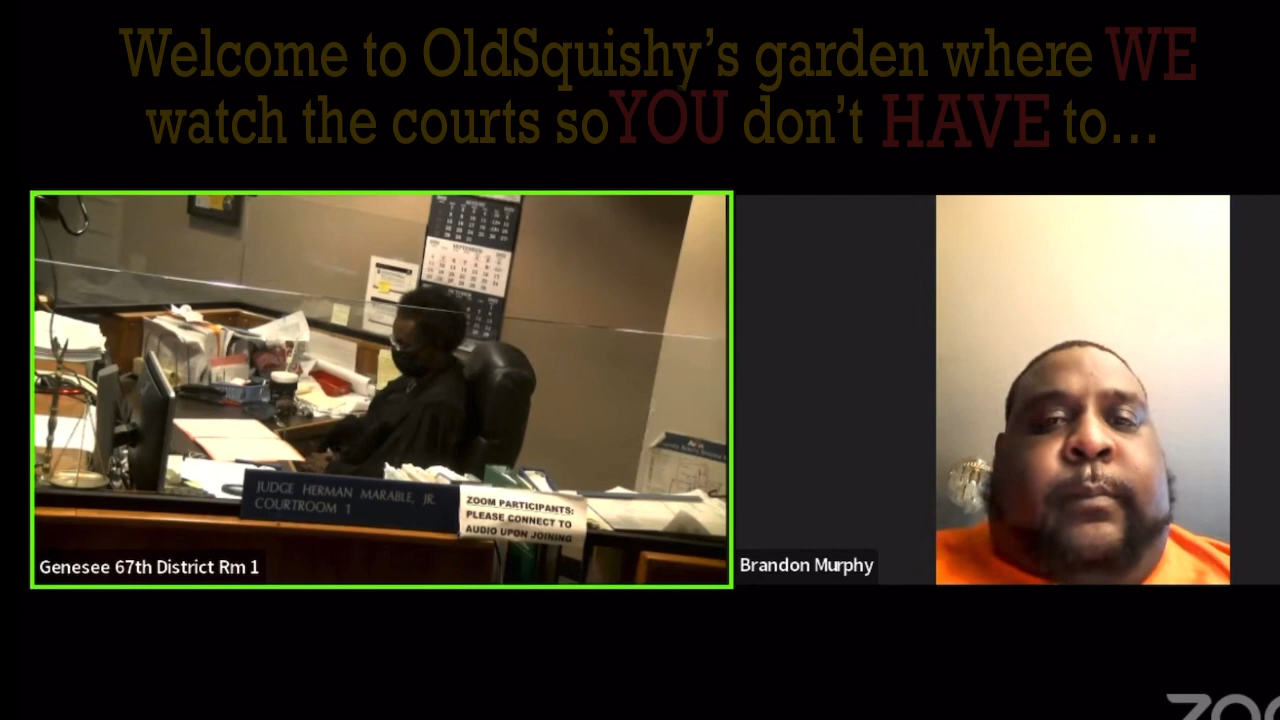 Welcome to OldSquishy's garden where WE
watch the courts so YOU don't HAVE to...
SEPTEMBER
JUDGE HERMAN MARABLE, JR.
COURTROOM 1
ZOOM PARTICIPANTS:
PLEASE CONNECT TO
AUDIO UPON JOINING
Genesee 67th District Rm 1
Brandon Murphy